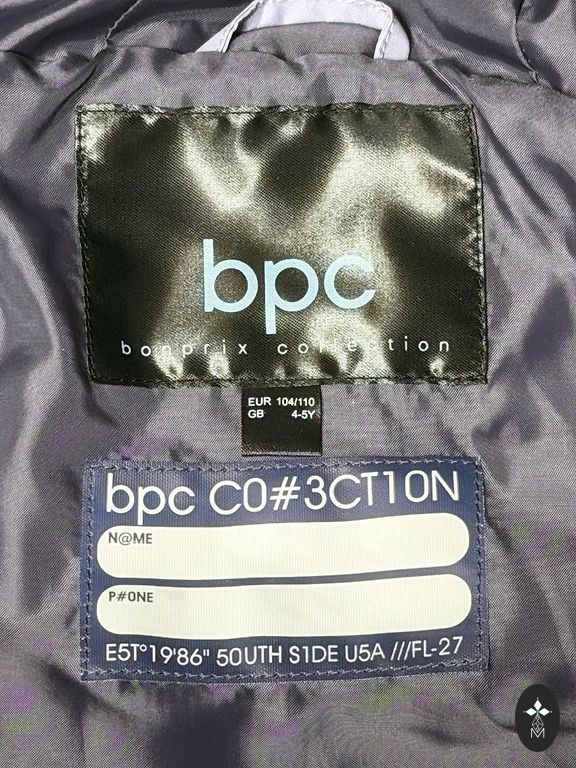 bpc
bonprix collection
EUR 104/110
GB 4-5Y
bpc C0#3CT10N
N@ME
P#0NE
E5T°19'86" 50UTH S1DE U5A ///FL-27
M